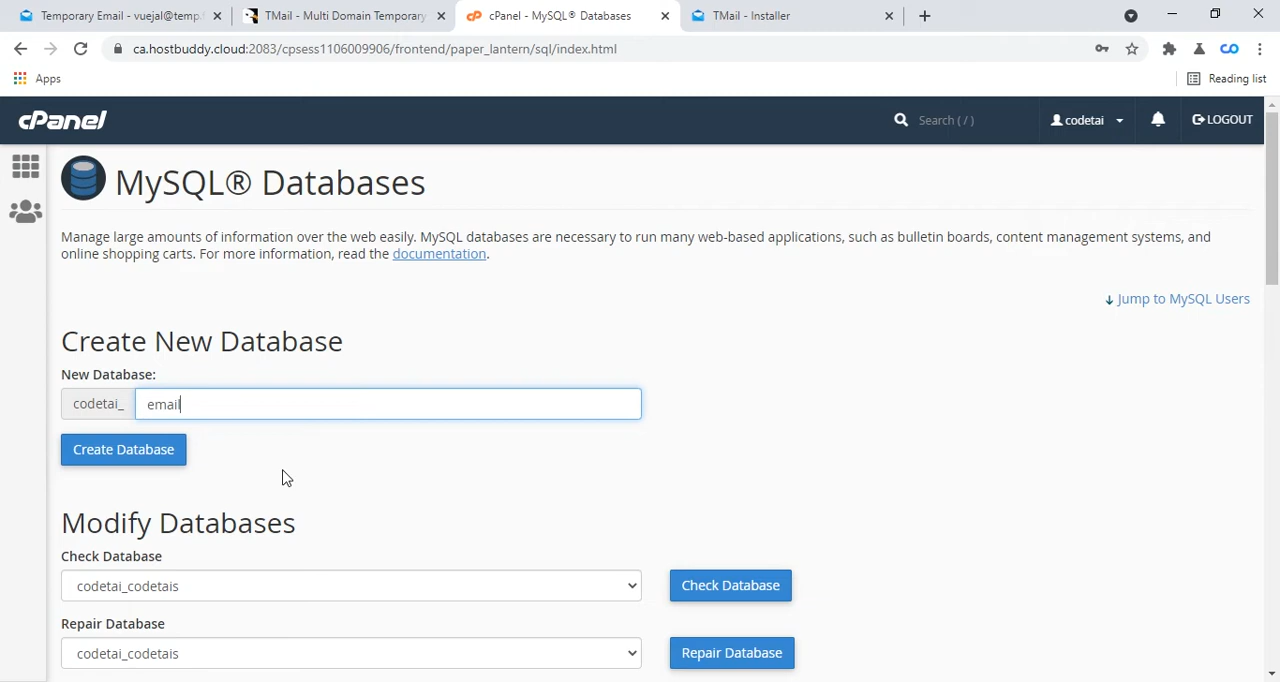 Temporary Email - vuejal@temp.
TMail - Multi Domain Temporary
cPanel - MySQL® Databases
TMail - Installer
ca.hostbuddy.cloud:2083/cpsess1106009906/frontend/paper_lantern/sql/index.html
Apps
Reading list
cPanel
Search ( / )
codetai
LOGOUT
MySQL® Databases
Manage large amounts of information over the web easily. MySQL databases are necessary to run many web-based applications, such as bulletin boards, content management systems, and
online shopping carts. For more information, read the documentation.
Jump to MySQL Users
Create New Database
New Database:
codetai_ email
Create Database
Modify Databases
Check Database
codetai_codetais
Check Database
Repair Database
codetai_codetais
Repair Database